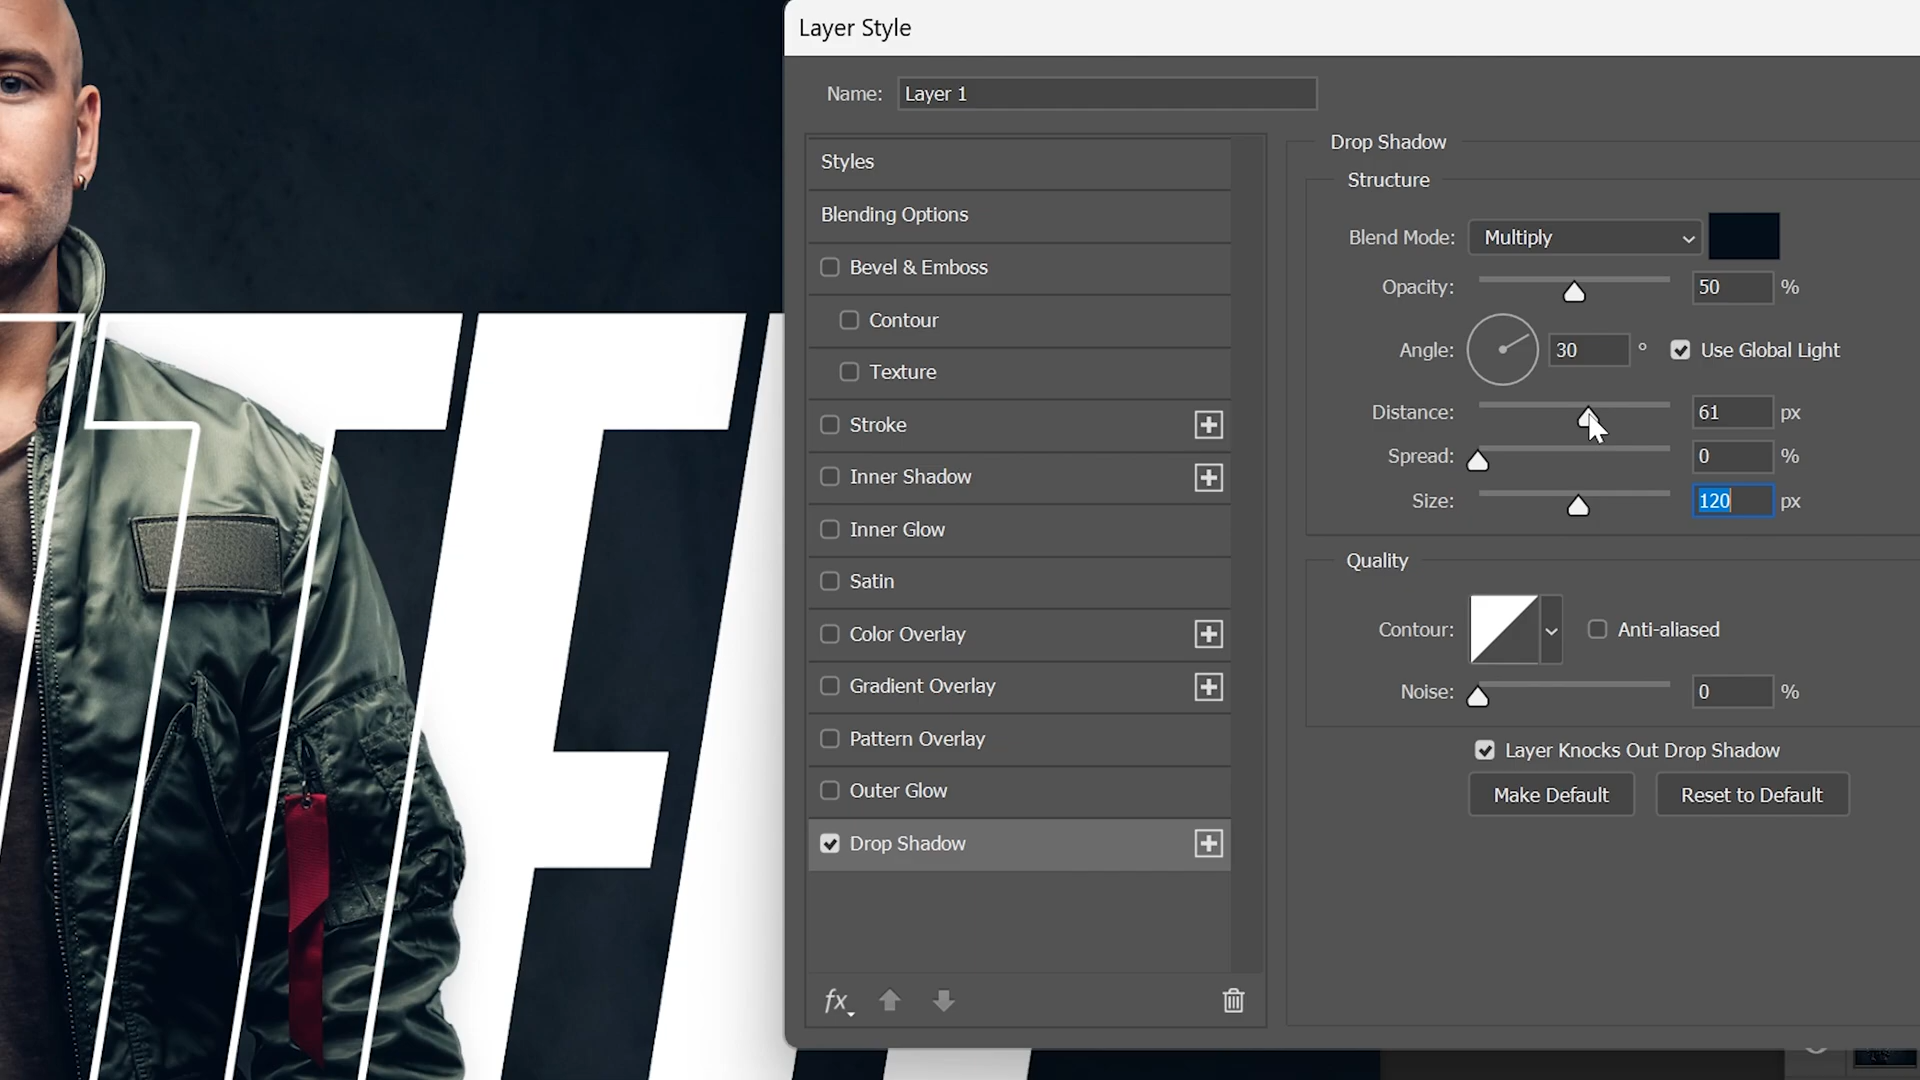 Layer Style
Name: Layer 1
Styles
Blending Options
Bevel & Emboss
Contour
Texture
Stroke
Inner Shadow
Inner Glow
Satin
Color Overlay
Gradient Overlay
Pattern Overlay
Outer Glow
Drop Shadow
fx
Drop Shadow
Structure
Blend Mode: Multiply
Opacity: 50 %
Angle: 30 ° Use Global Light
Distance: 61 px
Spread: 0 %
Size: 120 px
Quality
Contour: Anti-aliased
Noise: 0 %
Layer Knocks Out Drop Shadow
Make Default Reset to Default